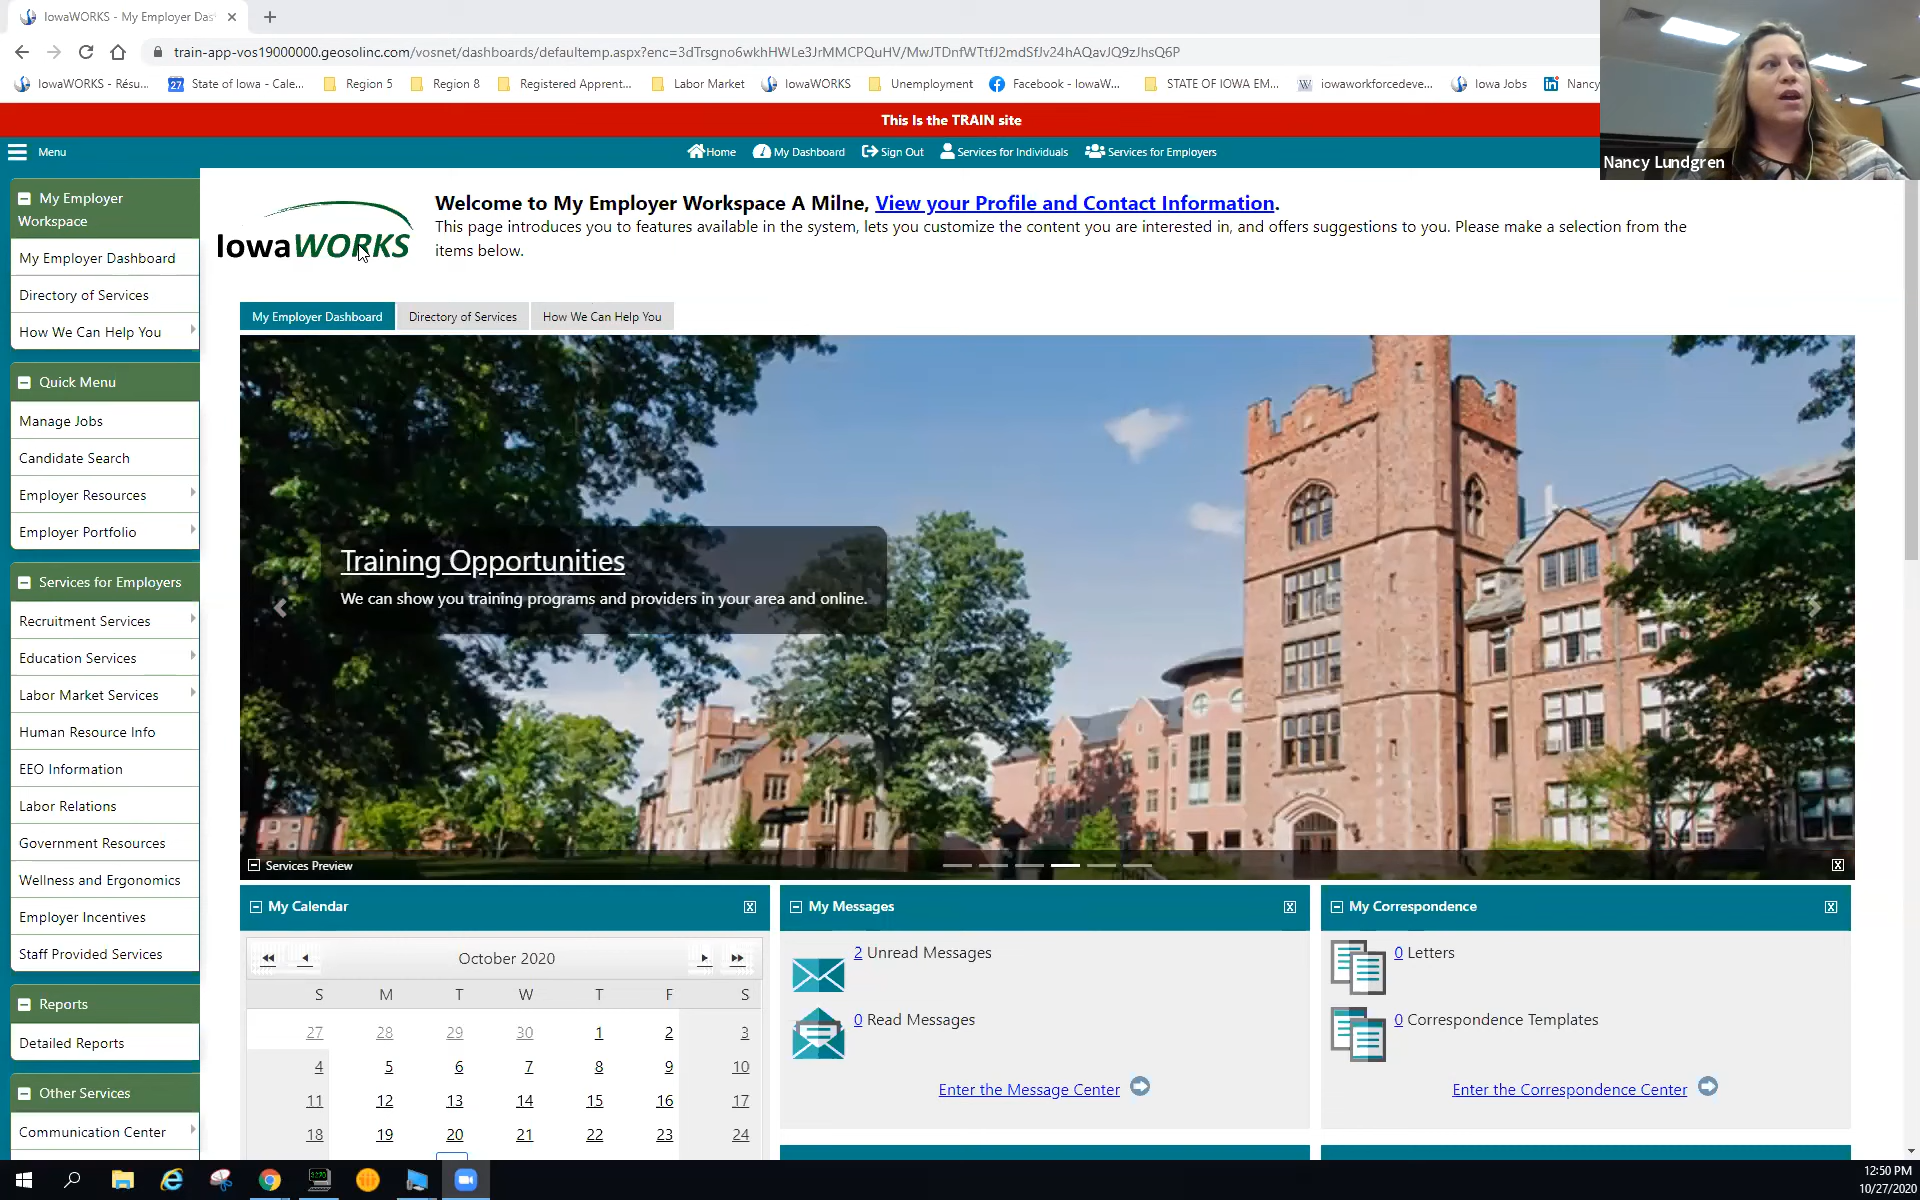 IowaWORKS - My Employer Das
train-app-vos19000000.geosolinc.com/vosnet/dashboards/defaultemp.aspx?enc=3dTrsgno6wkhHWLe3JrMMCPQuHV/MwJTDnfWTtfJ2mdSfJv24hAQavJQ9zJhsQ6P
IowaWORKS - Résu... 27 State of Iowa - Cale... Region 5 Region 8 Registered Apprent... Labor Market IowaWORKS Unemployment Facebook - IowaW... STATE OF IOWA EM... W iowaworkforcedeve... Iowa Jobs in Nancy
This Is the TRAIN site
Menu Home My Dashboard Sign Out Services for Individuals Services for Employers
Nancy Lundgren
My Employer
Workspace
My Employer Dashboard
Directory of Services
How We Can Help You
Quick Menu
Manage Jobs
Candidate Search
Employer Resources
Employer Portfolio
Services for Employers
Recruitment Services
Education Services
Labor Market Services
Human Resource Info
EEO Information
Labor Relations
Government Resources
Wellness and Ergonomics
Employer Incentives
Staff Provided Services
Reports
Detailed Reports
Other Services
Communication Center
IowaWORKS
Welcome to My Employer Workspace A Milne, View your Profile and Contact Information.
This page introduces you to features available in the system, lets you customize the content you are interested in, and offers suggestions to you. Please make a selection from the
items below.
My Employer Dashboard Directory of Services How We Can Help You
Training Opportunities
We can show you training programs and providers in your area and online.
Services Preview
My Calendar
October 2020
S M T W T F S
27 28 29 30 1 2 3
4 5 6 7 8 9 10
11 12 13 14 15 16 17
18 19 20 21 22 23 24
My Messages
2 Unread Messages
0 Read Messages
Enter the Message Center
My Correspondence
0 Letters
0 Correspondence Templates
Enter the Correspondence Center
12:50 PM
10/27/2020